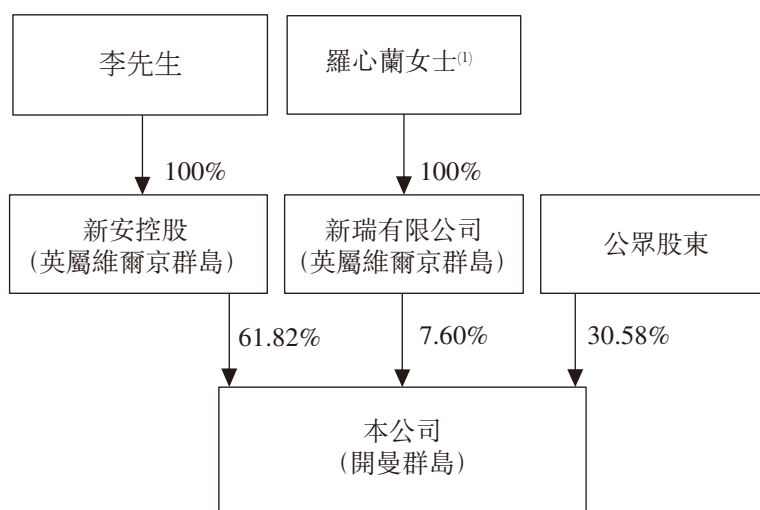 李先生
羅心蘭女士(1)
100%
100%
新安控股
(英屬維爾京群島)
新瑞有限公司
(英屬維爾京群島)
公眾股東
61.82%
7.60%
30.58%
本公司
(開曼群島)